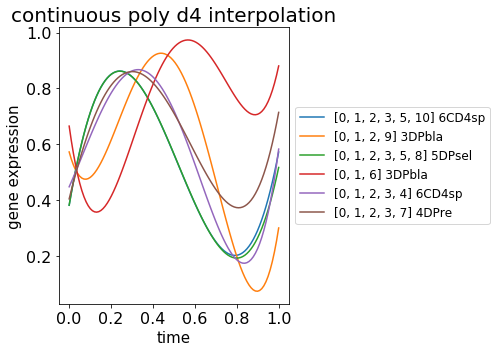 continuous poly d4 interpolation
gene expression
1.0
0.8
0.6
0.4
0.2
0.0 0.2 0.4 0.6 0.8 1.0
time
[0, 1, 2, 3, 5, 10] 6CD4sp
[0, 1, 2, 9] 3DPbla
[0, 1, 2, 3, 5, 8] 5DPsel
[0, 1, 6] 3DPbla
[0, 1, 2, 3, 4] 6CD4sp
[0, 1, 2, 3, 7] 4DPre